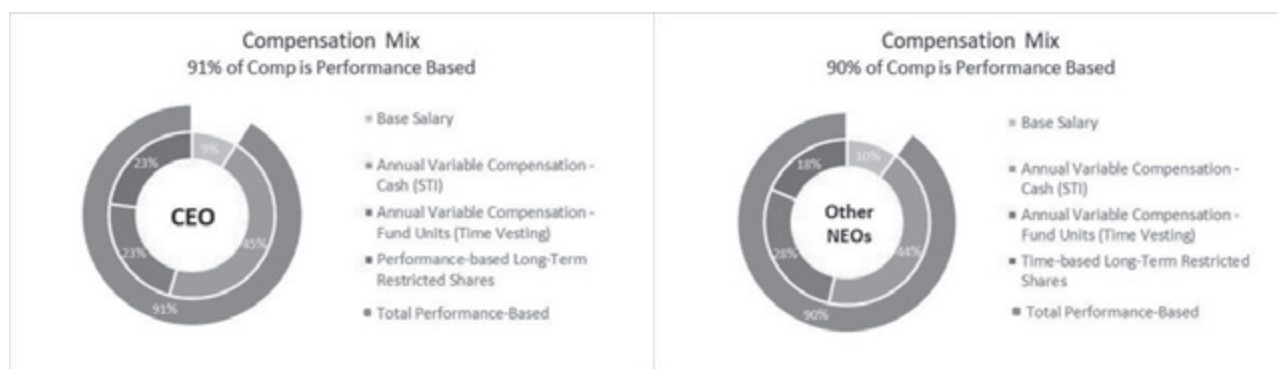 Compensation Mix
91% of Comp is Performance Based
Base Salary
Annual Variable Compensation -
Cash (STI)
Annual Variable Compensation -
Fund Units (Time Vesting)
Performance-based Long-Term
Restricted Shares
Total Performance-Based
9%
23%
CEO
45%
23%
91%
Compensation Mix
90% of Comp is Performance Based
Base Salary
Annual Variable Compensation -
Cash (STI)
Annual Variable Compensation -
Fund Units (Time Vesting)
Time-based Long-Term Restricted
Shares
Total Performance-Based
10%
18%
Other
NEOs
44%
28%
90%